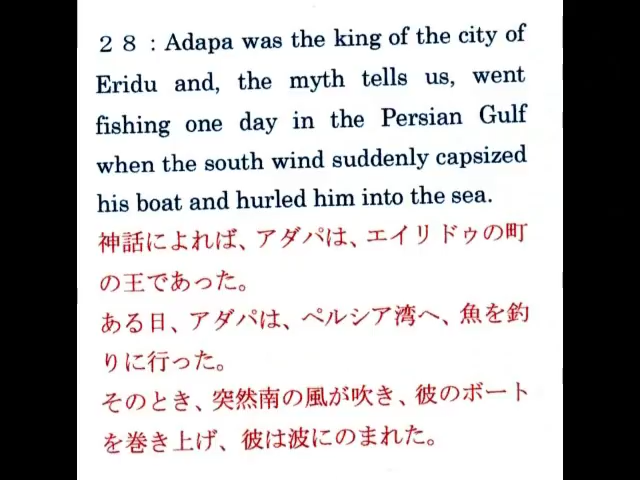 ２８：Adapa was the king of the city of
Eridu and, the myth tells us, went
fishing one day in the Persian Gulf
when the south wind suddenly capsized
his boat and hurled him into the sea.
神話によれば、アダパは、エイリドゥの町
の王であった。
ある日、アダパは、ペルシア湾へ、魚を釣
りに行った。
そのとき、突然南の風が吹き、彼のボート
を巻き上げ、彼は波にのまれた。